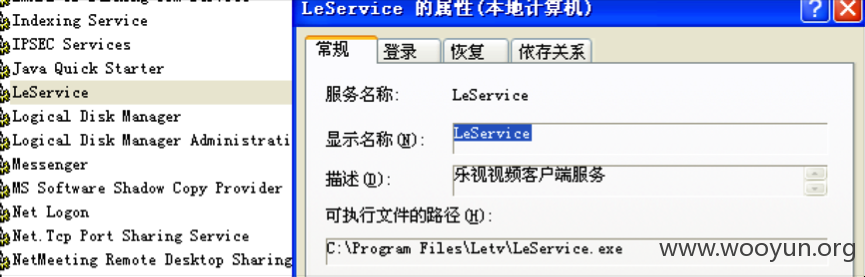 Indexing Service
IPSEC Services
Java Quick Starter
LeService
Logical Disk Manager
Logical Disk Manager Administrati
Messenger
MS Software Shadow Copy Provider
Net Logon
Net.Tcp Port Sharing Service
NetMeeting Remote Desktop Sharing
LeService 的属性(本地计算机)
常规 登录 恢复 依存关系
服务名称: LeService
显示名称(N): LeService
描述(D): 乐视视频客户端服务
可执行文件的路径(H):
C:\Program Files\Letv\LeService.exe
www.wooyun.org